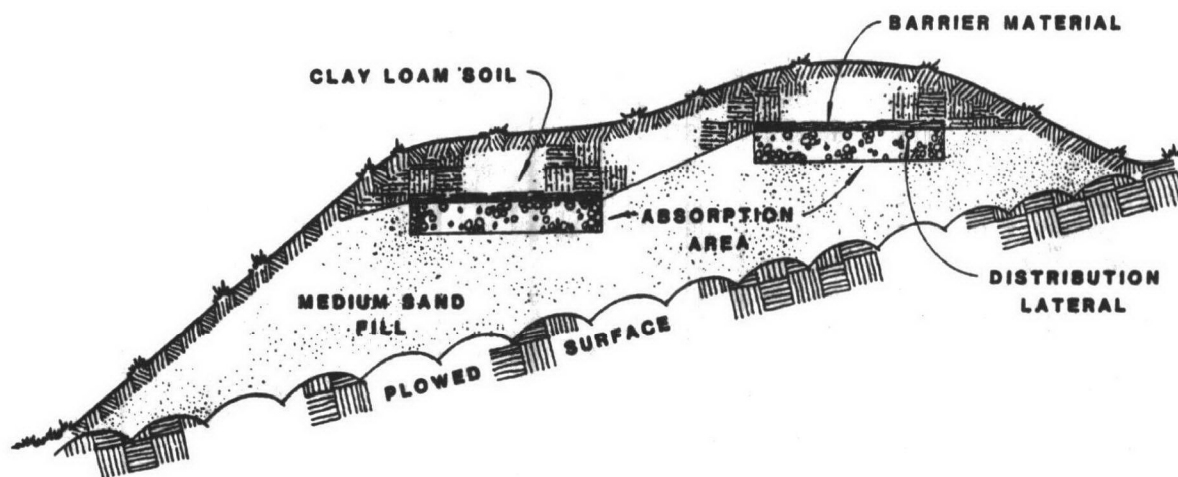 BARRIER MATERIAL
CLAY LOAM SOIL
ABSORPTION
AREA
DISTRIBUTION
LATERAL
MEDIUM SAND
FILL
PLOWED SURFACE